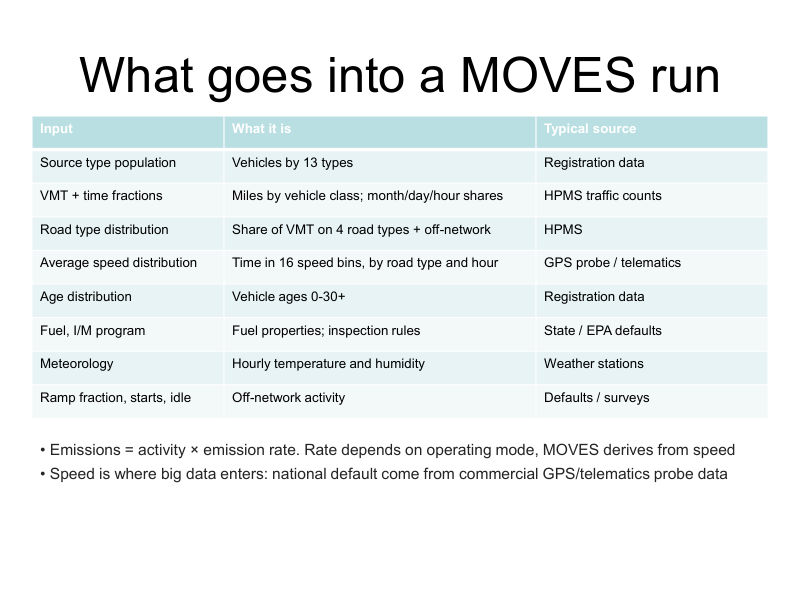 What goes into a MOVES run
Input What it is Typical source
Source type population Vehicles by 13 types Registration data
VMT + time fractions Miles by vehicle class; month/day/hour shares HPMS traffic counts
Road type distribution Share of VMT on 4 road types + off-network HPMS
Average speed distribution Time in 16 speed bins, by road type and hour GPS probe / telematics
Age distribution Vehicle ages 0-30+ Registration data
Fuel, I/M program Fuel properties; inspection rules State / EPA defaults
Meteorology Hourly temperature and humidity Weather stations
Ramp fraction, starts, idle Off-network activity Defaults / surveys
• Emissions = activity × emission rate. Rate depends on operating mode, MOVES derives from speed
• Speed is where big data enters: national default come from commercial GPS/telematics probe data